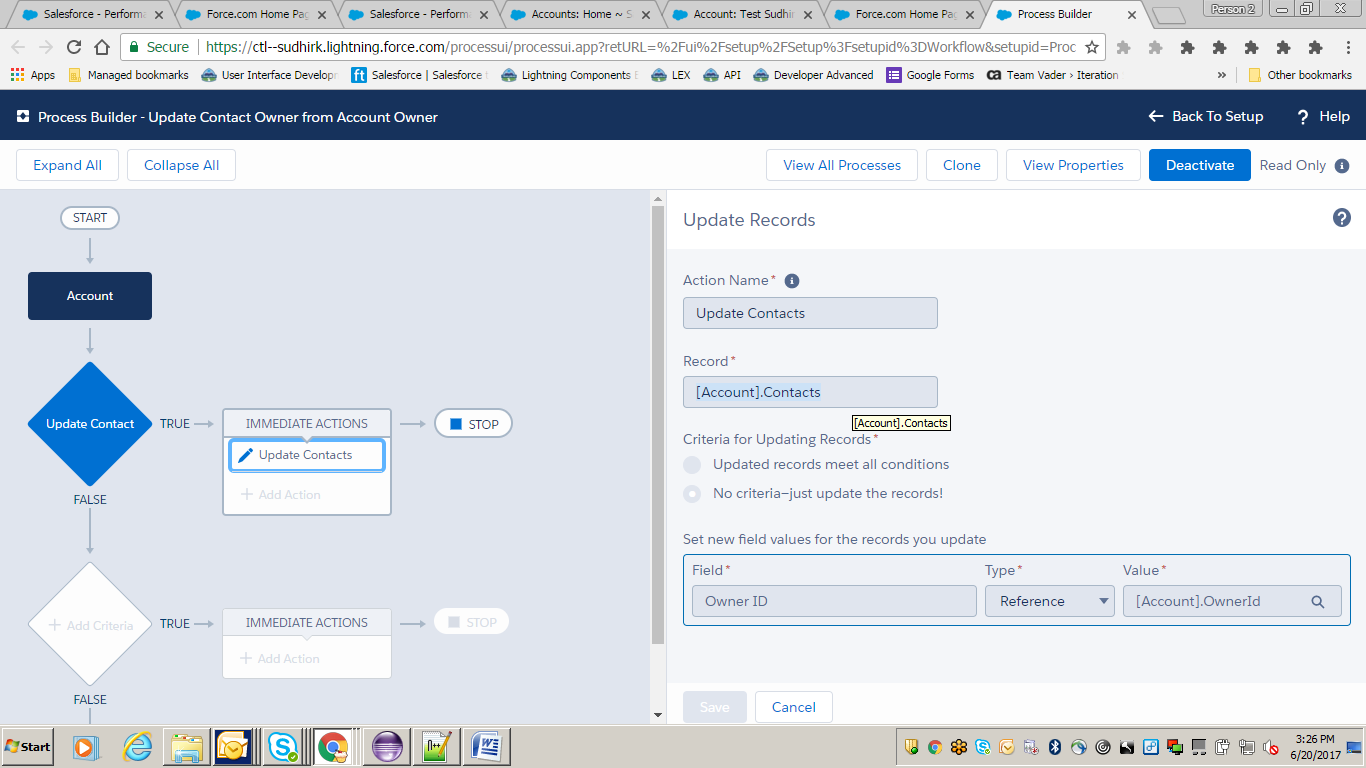 Salesforce - Performa
Force.com Home Pag
Salesforce - Performa
Accounts: Home ~ S
Account: Test Sudhir
Force.com Home Pag
Process Builder
Person 2
Secure
https://ctl--sudhirk.lightning.force.com/processui/processui.app?retURL=%2Fui%2Fsetup%2FSetup%3Fsetupid%3DWorkflow&setupid=Proc
Apps
Managed bookmarks
User Interface Develop
ft Salesforce | Salesforce
Lightning Components
LEX
API
Developer Advanced
Google Forms
ca Team Vader › Iteration
»
Other bookmarks
Process Builder - Update Contact Owner from Account Owner
Back To Setup
? Help
Expand All
Collapse All
View All Processes
Clone
View Properties
Deactivate
Read Only
START
Account
Update Contact
TRUE
IMMEDIATE ACTIONS
Update Contacts
+ Add Action
STOP
FALSE
+ Add Criteria
TRUE
IMMEDIATE ACTIONS
+ Add Action
STOP
FALSE
Update Records
Action Name*
Update Contacts
Record*
[Account].Contacts
[Account].Contacts
Criteria for Updating Records*
Updated records meet all conditions
No criteria—just update the records!
Set new field values for the records you update
Field*
Type*
Value*
Owner ID
Reference
[Account].OwnerId
Save
Cancel
Start
3:26 PM
6/20/2017